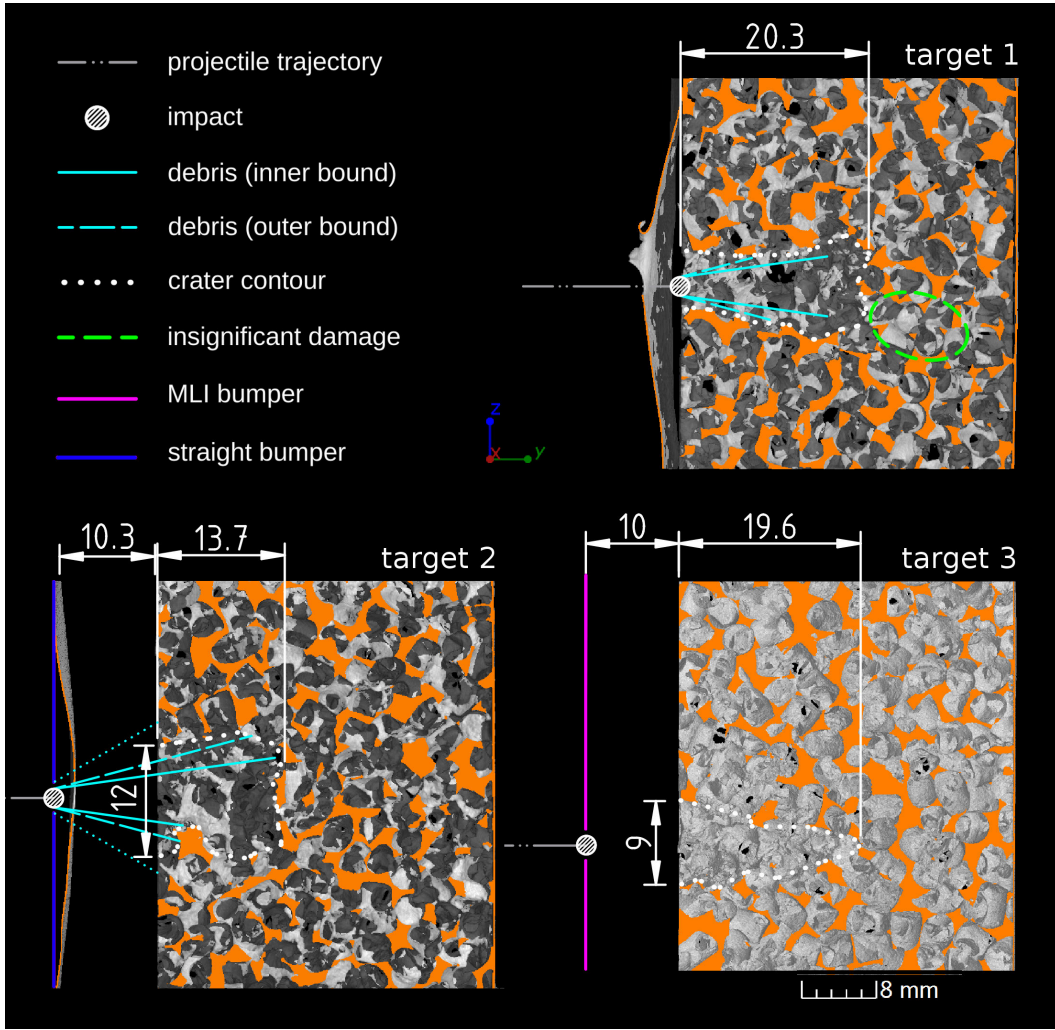 projectile trajectory
impact
debris (inner bound)
debris (outer bound)
crater contour
insignificant damage
MLI bumper
straight bumper
z
x
y
20.3
target 1
10.3
13.7
target 2
12
10
19.6
target 3
9
8 mm